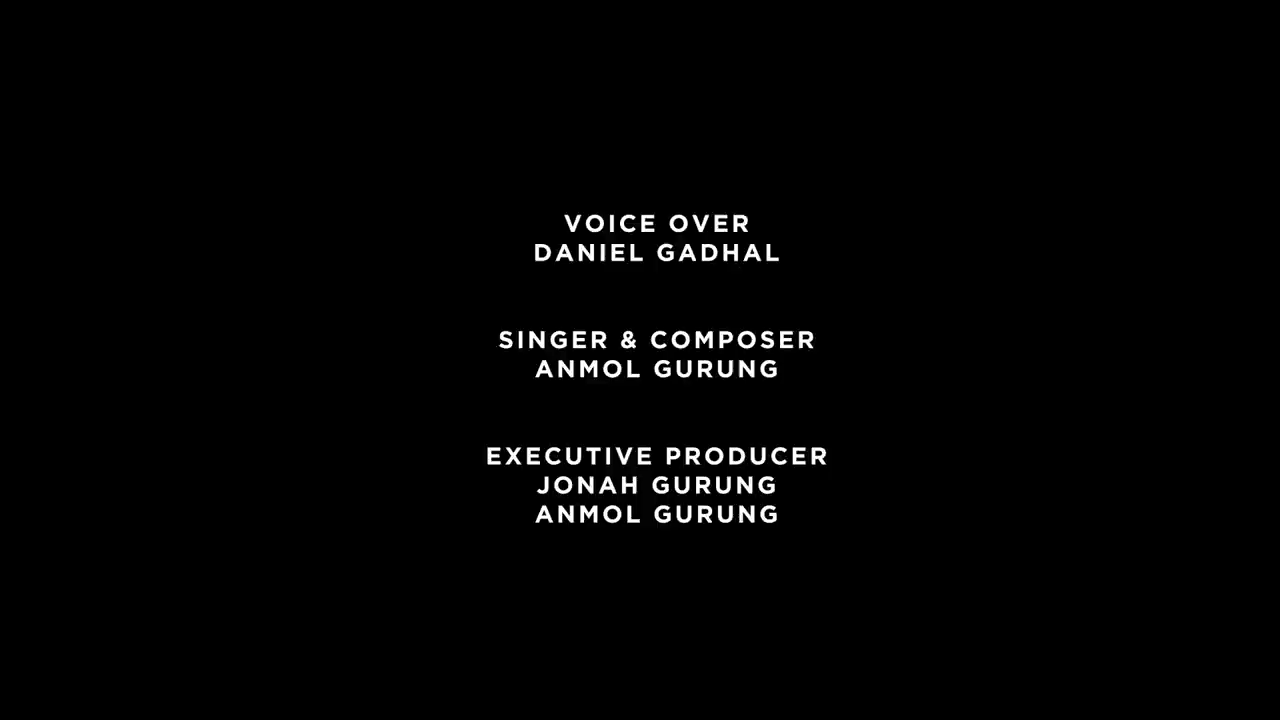 VOICE OVER
DANIEL GADHAL
SINGER & COMPOSER
ANMOL GURUNG
EXECUTIVE PRODUCER
JONAH GURUNG
ANMOL GURUNG